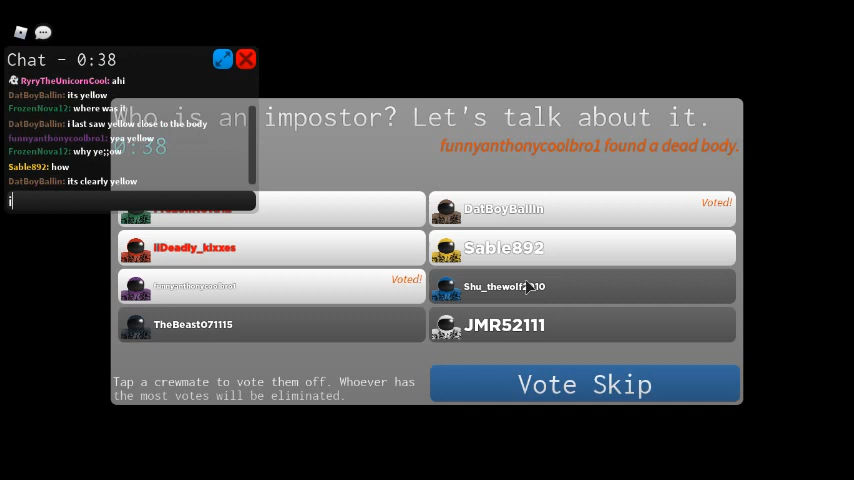 Chat - 0:38
RyryTheUnicornCool: ahi
DatBoyBallin: its yellow
FrozenNova12: where was it
DatBoyBallin: i last saw yellow close to the body
funnyanthonycoolbro1: yea yellow
FrozenNova12: why ye;;ow
Sable892: how
DatBoyBallin: its clearly yellow
i
Who is an impostor? Let's talk about it.
0:38
funnyanthonycoolbro1 found a dead body.
DatBoyBallin
Voted!
iiDeadly_kixxes
Sable892
funnyanthonycoolbro1
Voted!
TheBeast071115
JMR52111
Tap a crewmate to vote them off. Whoever has
the most votes will be eliminated.
Vote Skip